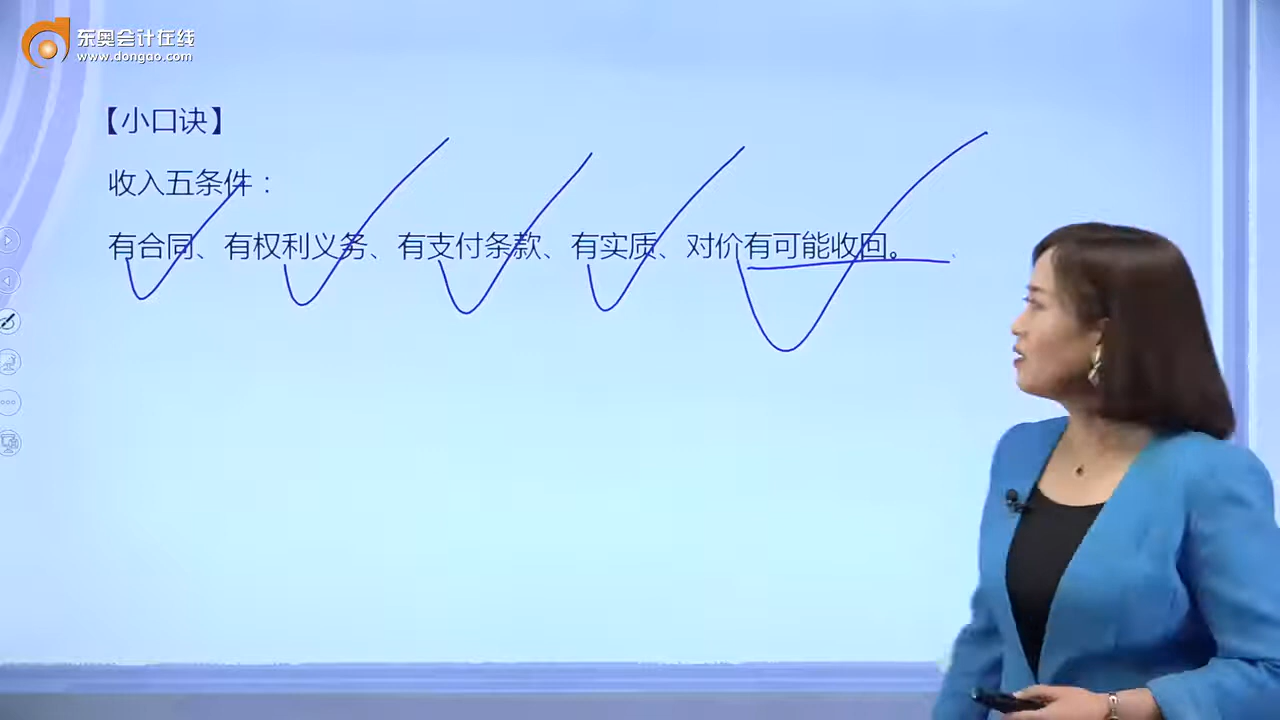 东奥会计在线
www.dongao.com
【小口诀】
收入五条件：
有合同、有权利义务、有支付条款、有实质、对价有可能收回。